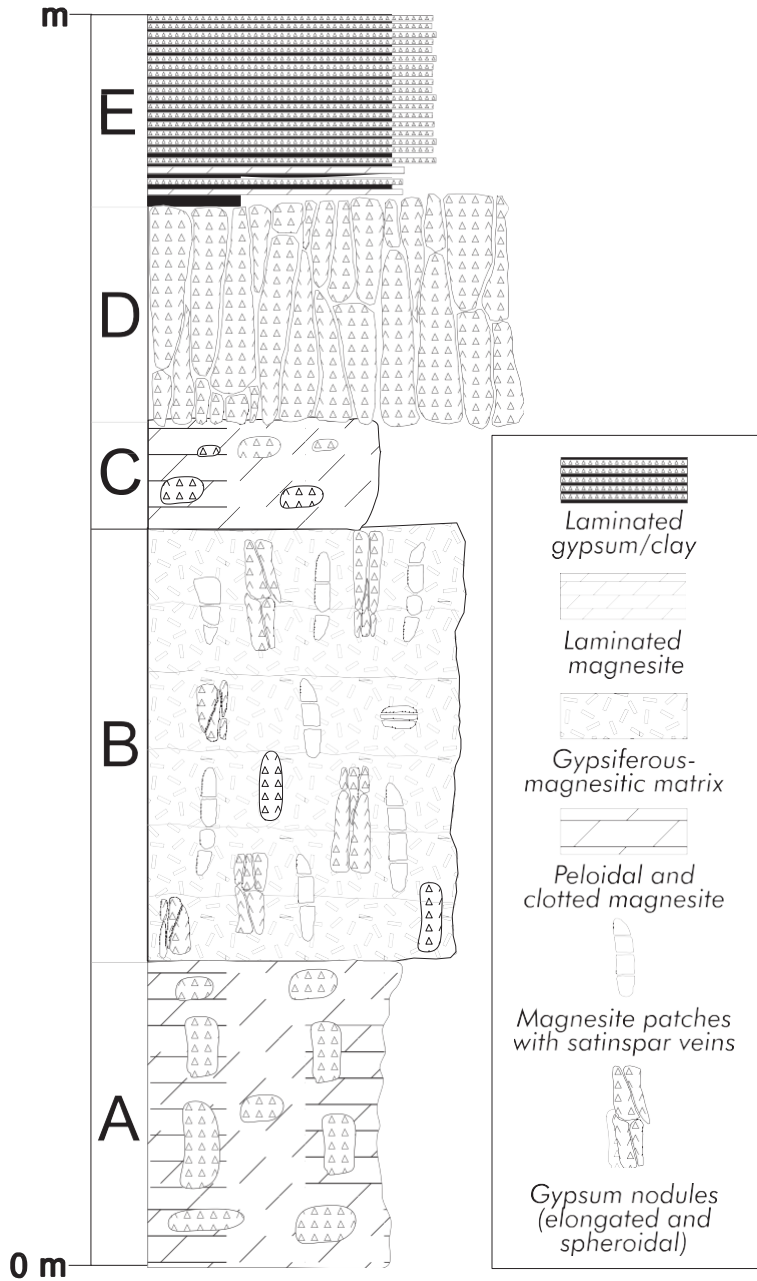 m
E
D
C
B
A
0 m
Laminated
gypsum/clay
Laminated
magnesite
Gypsiferous-
magnesitic matrix
Peloidal and
clotted magnesite
Magnesite patches
with satinspar veins
Gypsum nodules
(elongated and
spheroidal)